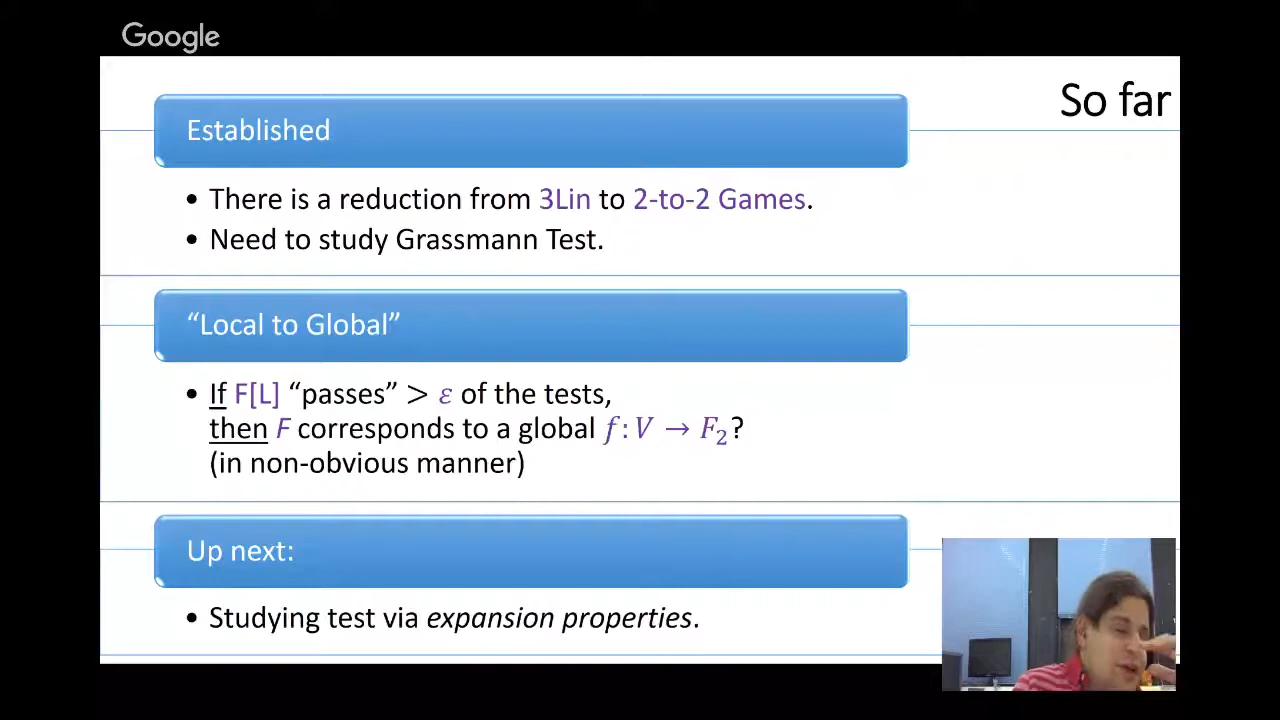 Google
So far
Established
• There is a reduction from 3Lin to 2-to-2 Games.
• Need to study Grassmann Test.
“Local to Global”
• If F[L] “passes” > ε of the tests,
then F corresponds to a global f: V → F₂?
(in non-obvious manner)
Up next:
• Studying test via expansion properties.